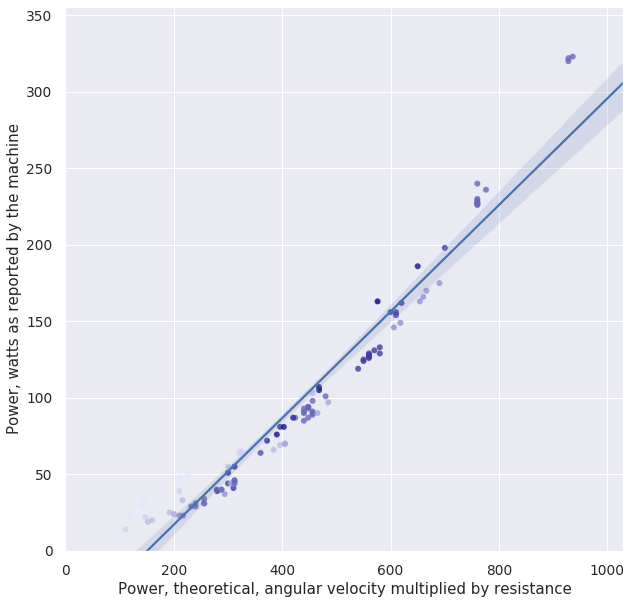 350
300
250
200
150
100
50
0
Power, watts as reported by the machine
0 200 400 600 800 1000
Power, theoretical, angular velocity multiplied by resistance